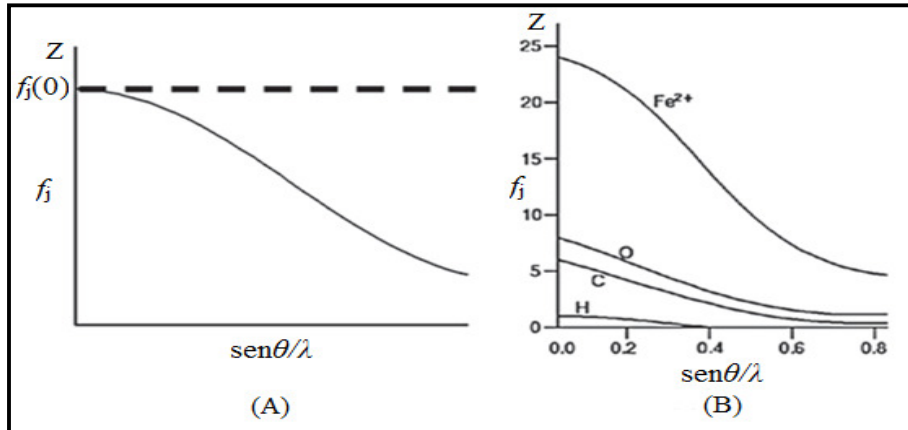 Z
fj(0)
fj
senθ/λ
(A)
Z
25
20
15
fj
10
5
0
Fe²⁺
O
C
H
0.0 0.2 0.4 0.6 0.8
senθ/λ
(B)